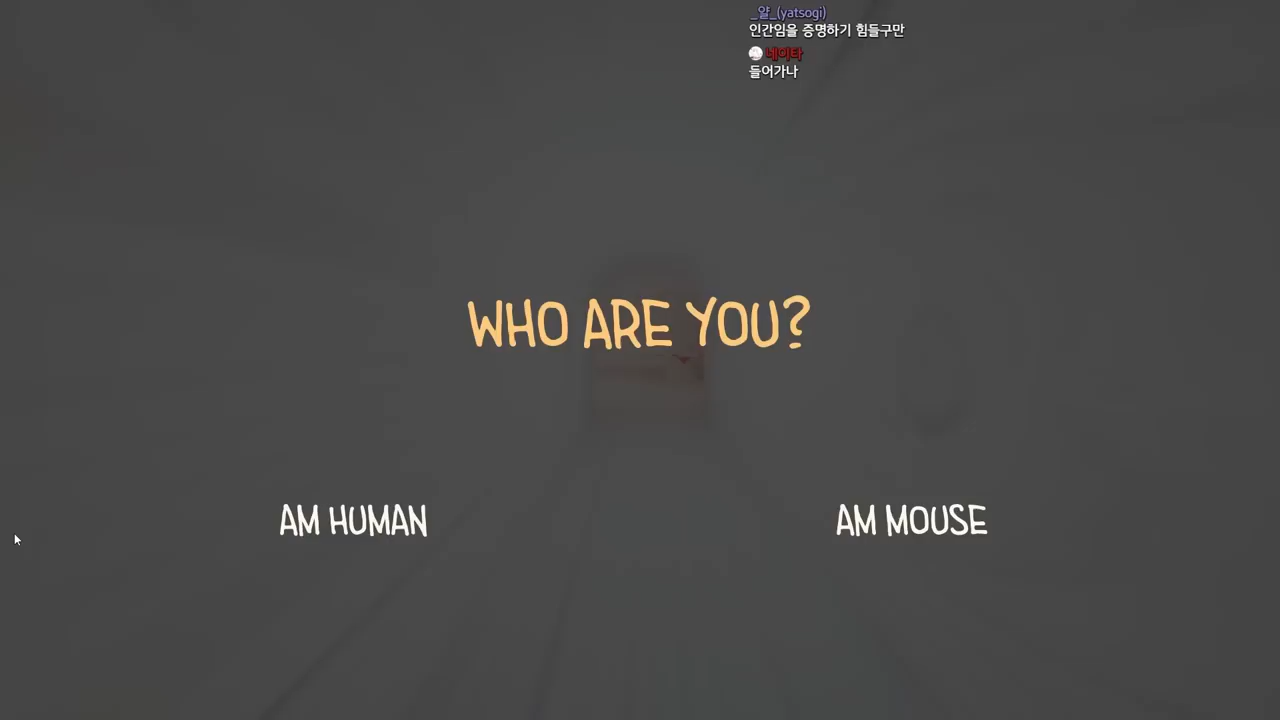 _얄_(yatsogi)
인간임을 증명하기 힘들구만
네이타
들어가나
WHO ARE YOU?
AM HUMAN
AM MOUSE